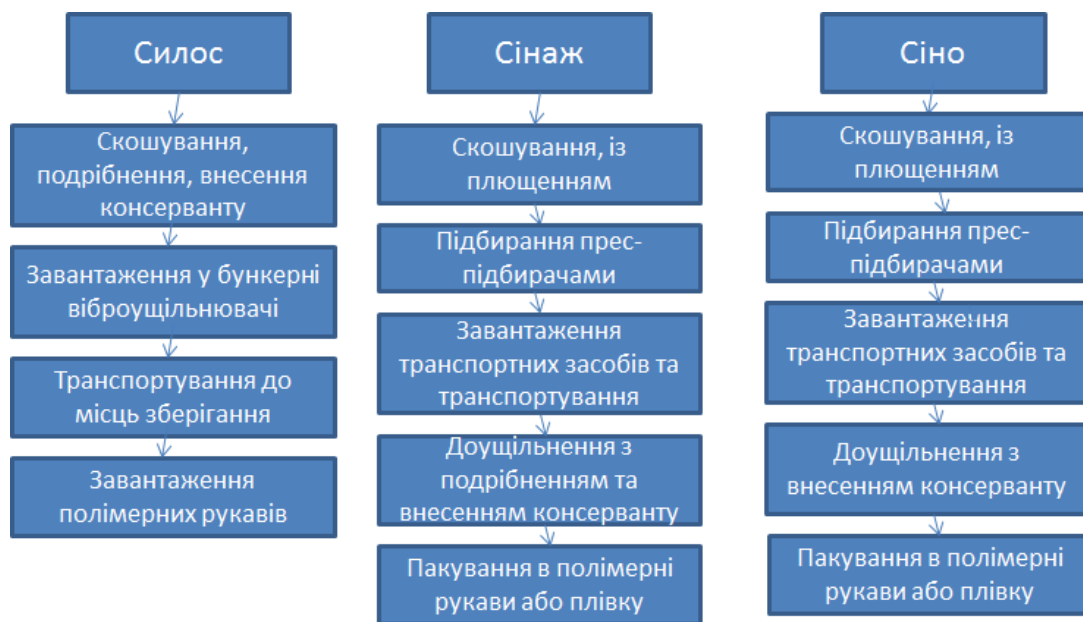 Силос
Скошування,
подрібнення, внесення
консерванту
Завантаження у бункерні
віброущільнювачі
Транспортування до
місць зберігання
Завантаження
полімерних рукавів
Сінаж
Скошування, із
плющенням
Підбирання прес-
підбирачами
Завантаження
транспортних засобів та
транспортування
Доущільнення з
подрібненням та
внесенням консерванту
Пакування в полімерні
рукави або плівку
Сіно
Скошування, із
плющенням
Підбирання прес-
підбирачами
Завантаження
транспортних засобів та
транспортування
Доущільнення з
внесенням консерванту
Пакування в полімерні
рукави або плівку